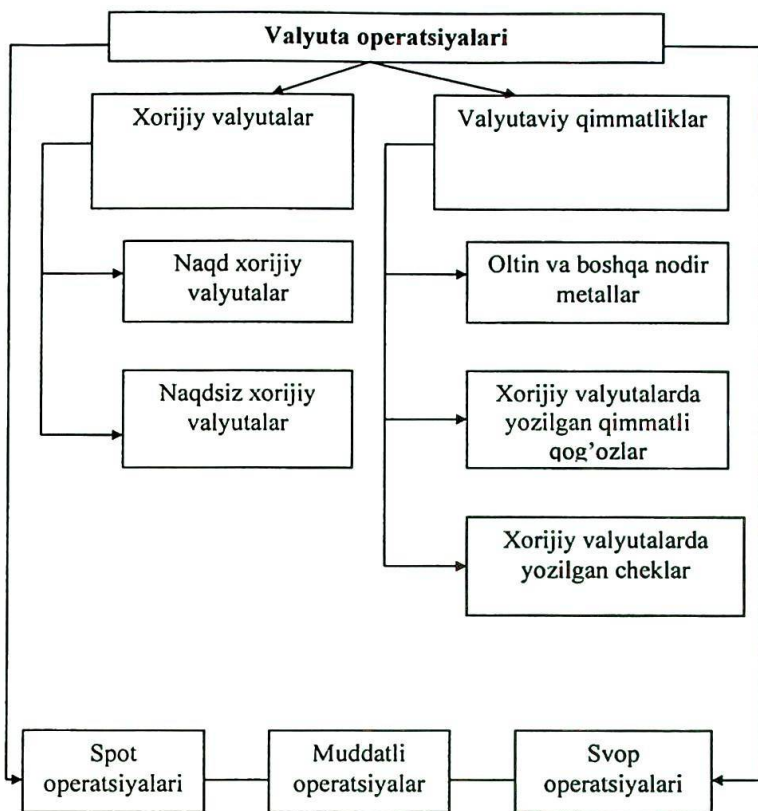 Valyuta operatsiyalari
Xorijiy valyutalar
Valyutaviy qimmatliklar
Naqd xorijiy
valyutalar
Oltin va boshqa nodir
metallar
Naqdsiz xorijiy
valyutalar
Xorijiy valyutalarda
yozilgan qimmatli
qog’ozlar
Xorijiy valyutalarda
yozilgan cheklar
Spot
operatsiyalari
Muddatli
operatsiyalar
Svop
operatsiyalari